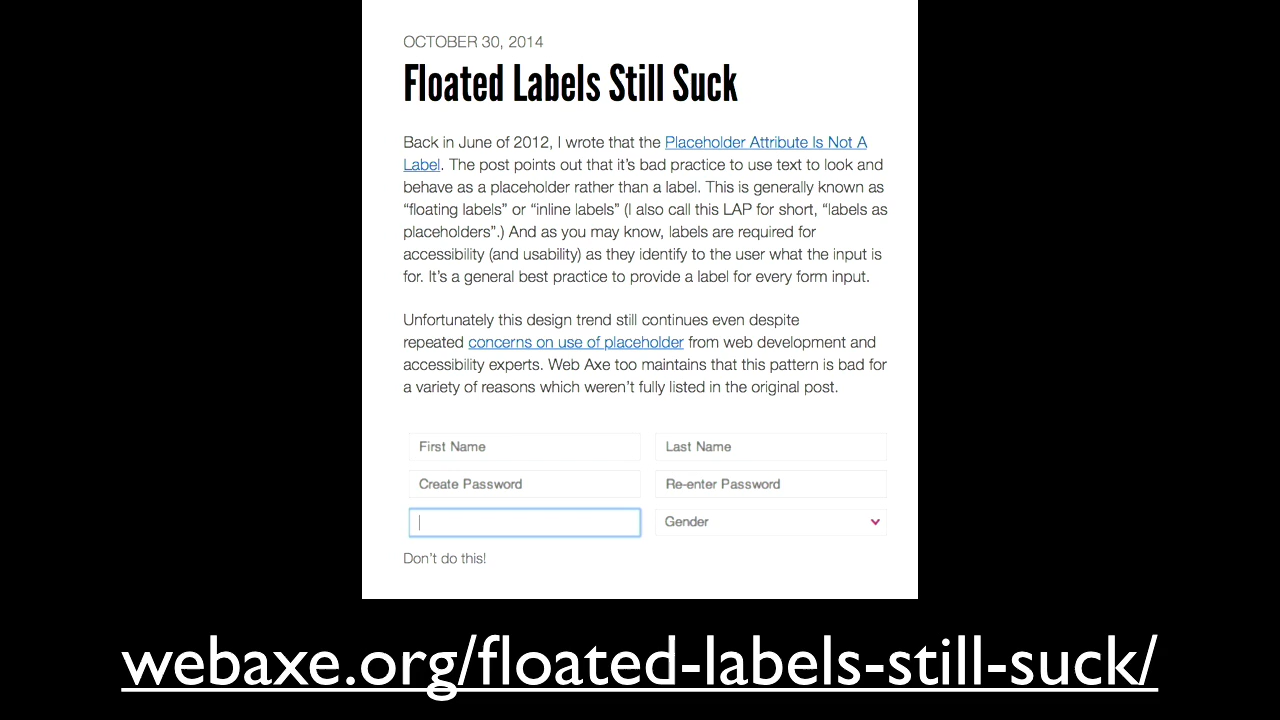 OCTOBER 30, 2014
Floated Labels Still Suck
Back in June of 2012, I wrote that the Placeholder Attribute Is Not A
Label. The post points out that it's bad practice to use text to look and
behave as a placeholder rather than a label. This is generally known as
“floating labels” or “inline labels” (I also call this LAP for short, “labels as
placeholders”.) And as you may know, labels are required for
accessibility (and usability) as they identify to the user what the input is
for. It's a general best practice to provide a label for every form input.
Unfortunately this design trend still continues even despite
repeated concerns on use of placeholder from web development and
accessibility experts. Web Axe too maintains that this pattern is bad for
a variety of reasons which weren't fully listed in the original post.
First Name Last Name
Create Password Re-enter Password
Gender
Don't do this!
webaxe.org/floated-labels-still-suck/